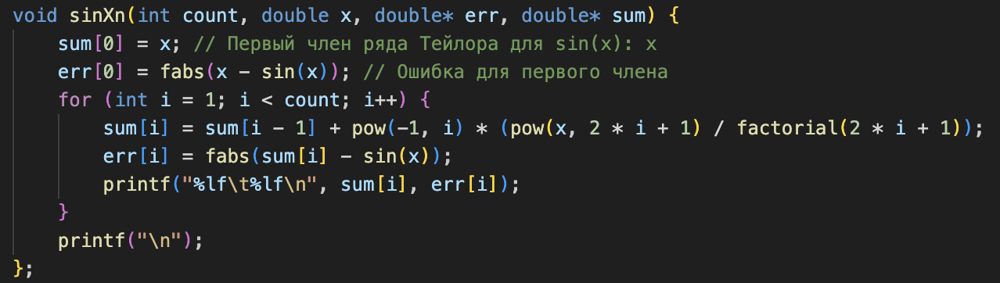 void sinXn(int count, double x, double* err, double* sum) {
    sum[0] = x; // Первый член ряда Тейлора для sin(x): x
    err[0] = fabs(x - sin(x)); // Ошибка для первого члена
    for (int i = 1; i < count; i++) {
        sum[i] = sum[i - 1] + pow(-1, i) * (pow(x, 2 * i + 1) / factorial(2 * i + 1));
        err[i] = fabs(sum[i] - sin(x));
        printf("%lf\t%lf\n", sum[i], err[i]);
    }
    printf("\n");
};